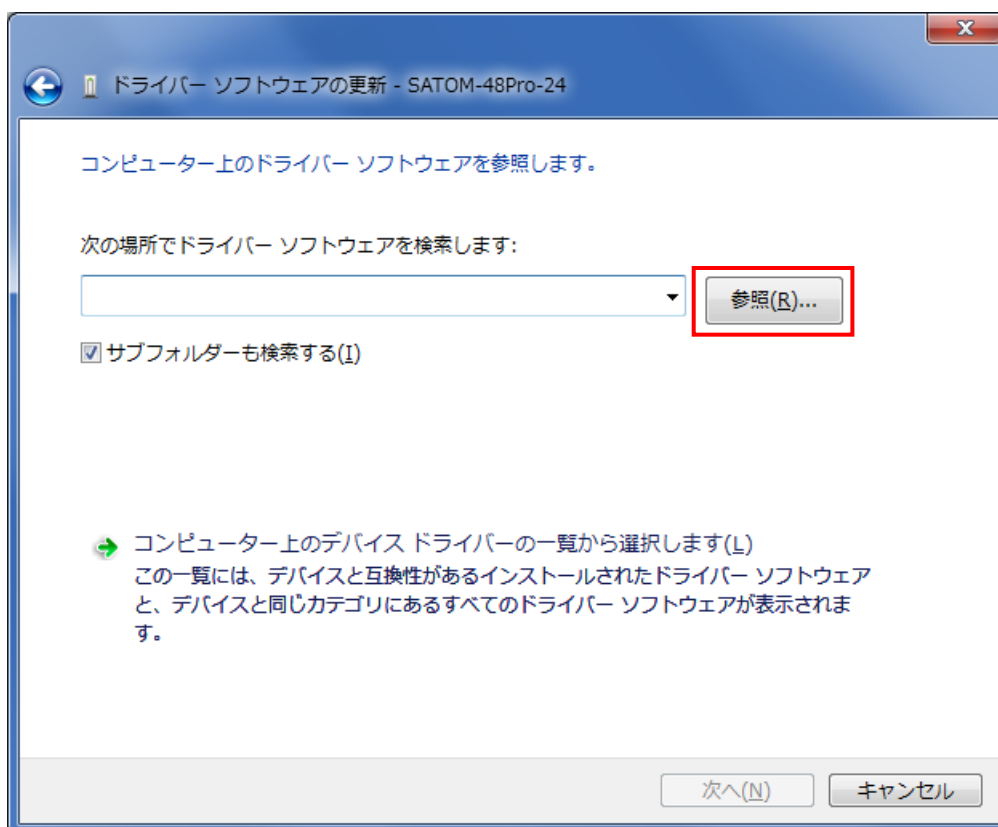 ドライバー ソフトウェアの更新 - SATOM-48Pro-24
コンピューター上のドライバー ソフトウェアを参照します。
次の場所でドライバー ソフトウェアを検索します:
参照(R)...
サブフォルダーも検索する(I)
コンピューター上のデバイス ドライバーの一覧から選択します(L)
この一覧には、デバイスと互換性があるインストールされたドライバー ソフトウェア
と、デバイスと同じカテゴリにあるすべてのドライバー ソフトウェアが表示されま
す。
次へ(N)
キャンセル